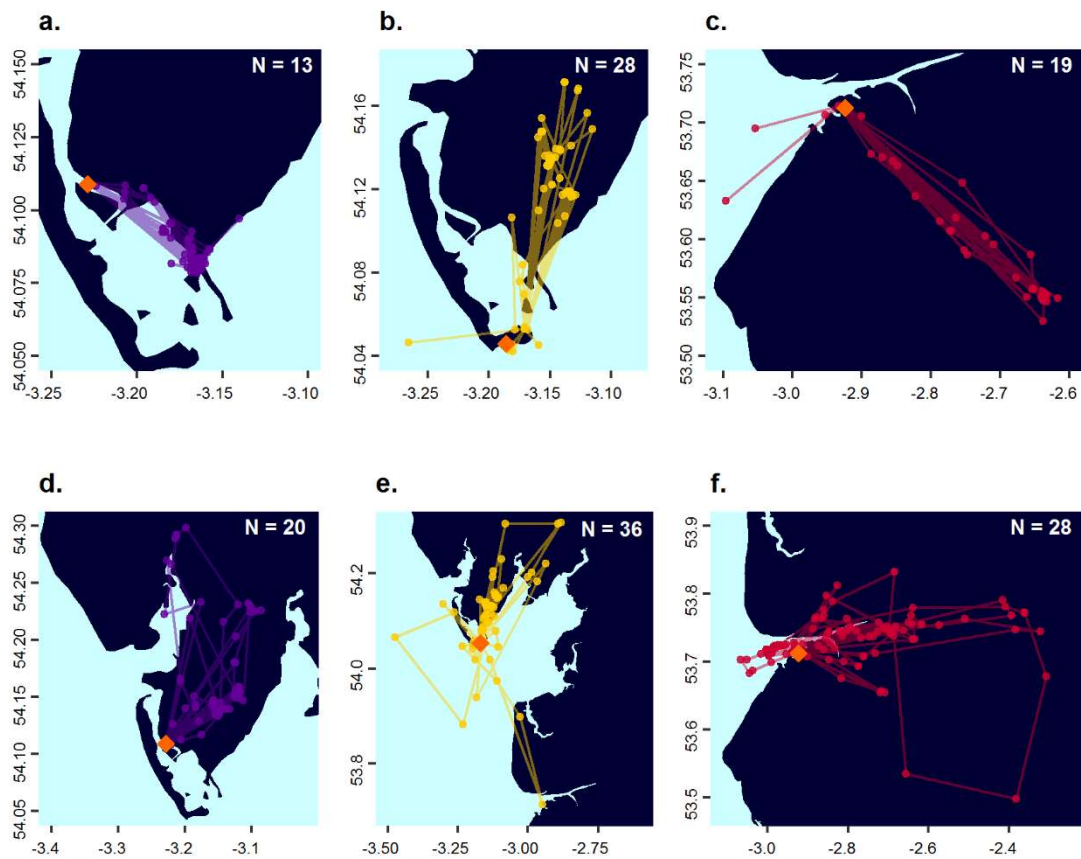 a.
N = 13
54.150
54.125
54.100
54.075
54.050
-3.25 -3.20 -3.15 -3.10
b.
N = 28
54.16
54.12
54.08
54.04
-3.25 -3.20 -3.15 -3.10
c.
N = 19
53.75
53.70
53.65
53.60
53.55
53.50
-3.1 -3.0 -2.9 -2.8 -2.7 -2.6
d.
N = 20
54.30
54.25
54.20
54.15
54.10
54.05
-3.4 -3.3 -3.2 -3.1
e.
N = 36
54.2
54.0
53.8
-3.50 -3.25 -3.00 -2.75
f.
N = 28
53.9
53.8
53.7
53.6
53.5
-3.0 -2.8 -2.6 -2.4